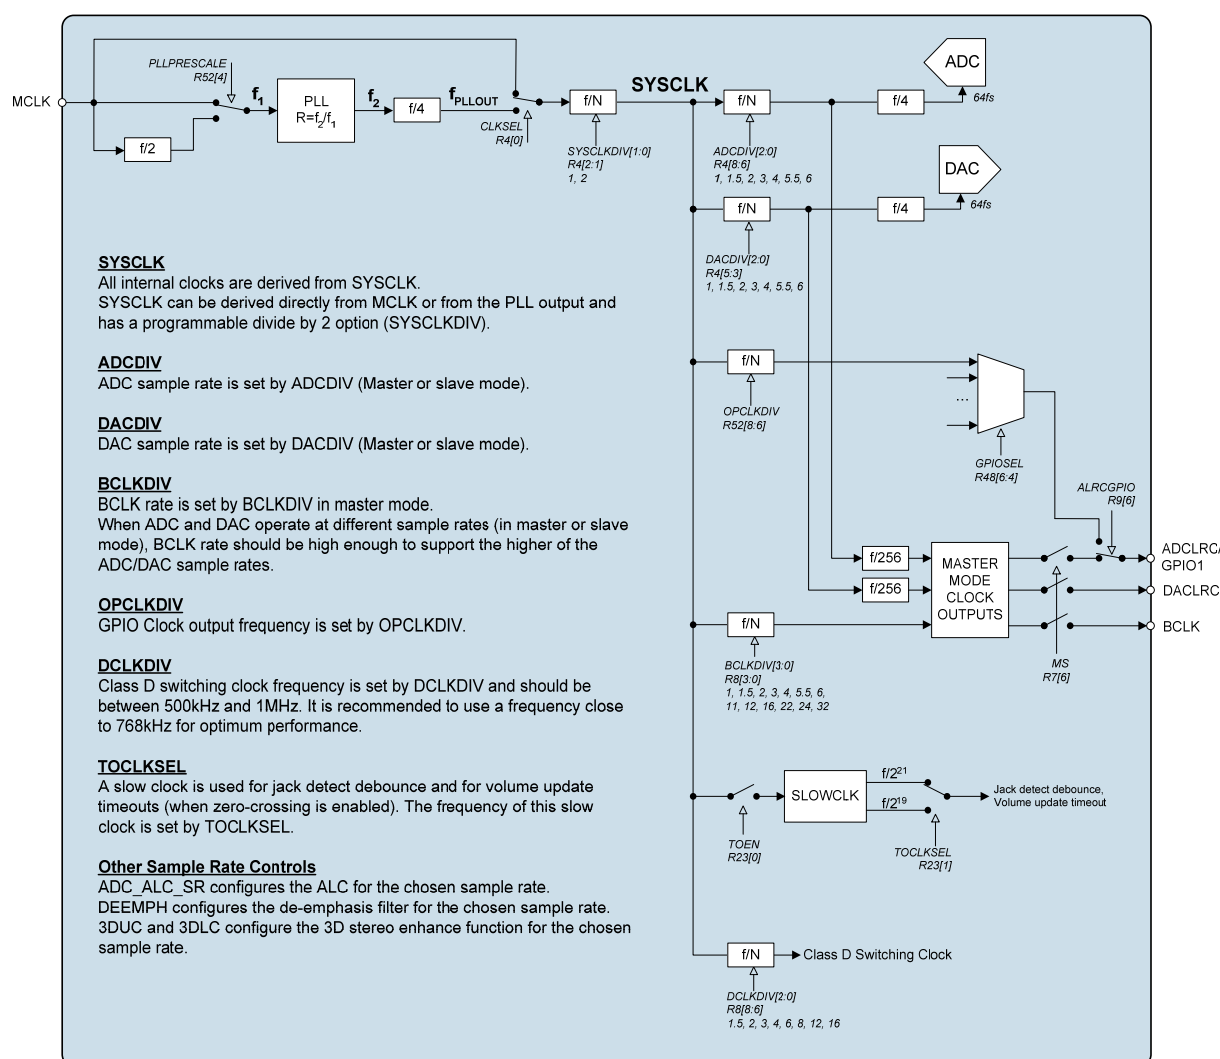 MCLK
PLLPRESCALE
R52[4]
f1
PLL
R=f2/f1
f2
f/4
fPLLOUT
f/2
CLKSEL
R4[0]
f/N
SYSCLKDIV[1:0]
R4[2:1]
1, 2
SYSCLK
f/N
ADCDIV[2:0]
R4[8:6]
1, 1.5, 2, 3, 4, 5.5, 6
f/4
ADC
64fs
f/N
DACDIV[2:0]
R4[5:3]
1, 1.5, 2, 3, 4, 5.5, 6
f/4
DAC
64fs
SYSCLK
All internal clocks are derived from SYSCLK.
SYSCLK can be derived directly from MCLK or from the PLL output and
has a programmable divide by 2 option (SYSCLKDIV).
ADCDIV
ADC sample rate is set by ADCDIV (Master or slave mode).
DACDIV
DAC sample rate is set by DACDIV (Master or slave mode).
BCLKDIV
BCLK rate is set by BCLKDIV in master mode.
When ADC and DAC operate at different sample rates (in master or slave
mode), BCLK rate should be high enough to support the higher of the
ADC/DAC sample rates.
OPCLKDIV
GPIO Clock output frequency is set by OPCLKDIV.
DCLKDIV
Class D switching clock frequency is set by DCLKDIV and should be
between 500kHz and 1MHz. It is recommended to use a frequency close
to 768kHz for optimum performance.
TOCLKSEL
A slow clock is used for jack detect debounce and for volume update
timeouts (when zero-crossing is enabled). The frequency of this slow
clock is set by TOCLKSEL.
Other Sample Rate Controls
ADC_ALC_SR configures the ALC for the chosen sample rate.
DEEMPH configures the de-emphasis filter for the chosen sample rate.
3DUC and 3DLC configure the 3D stereo enhance function for the chosen
sample rate.
f/N
OPCLKDIV
R52[8:6]
...
GPIOSEL
R48[6:4]
ALRCGPIO
R9[6]
f/256
f/256
MASTER
MODE
CLOCK
OUTPUTS
ADCLRC/
GPIO1
DACLRC
BCLK
MS
R7[6]
f/N
BCLKDIV[3:0]
R8[3:0]
1, 1.5, 2, 3, 4, 5.5, 6,
11, 12, 16, 22, 24, 32
TOEN
R23[0]
SLOWCLK
f/2²¹
f/2¹⁹
TOCLKSEL
R23[1]
Jack detect debounce,
Volume update timeout
f/N
Class D Switching Clock
DCLKDIV[2:0]
R8[8:6]
1.5, 2, 3, 4, 6, 8, 12, 16